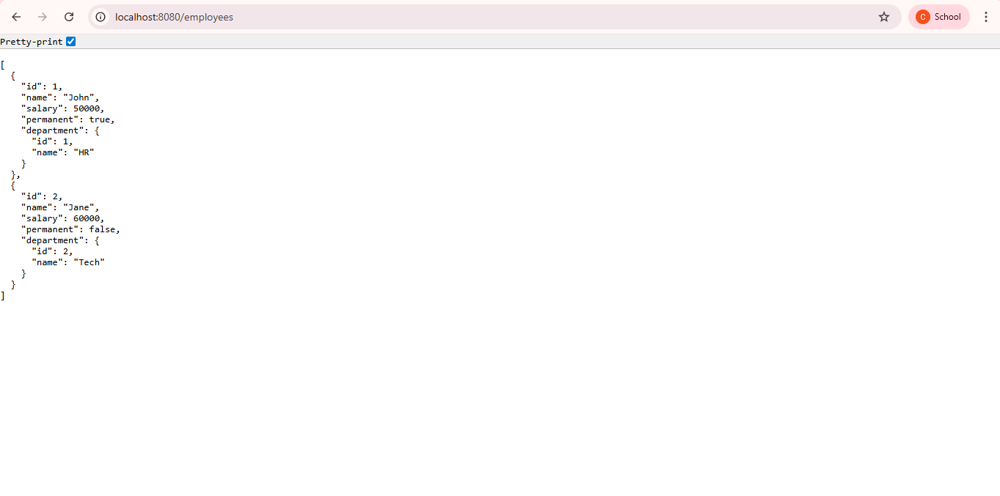 localhost:8080/employees
C School
Pretty-print
[
  {
    "id": 1,
    "name": "John",
    "salary": 50000,
    "permanent": true,
    "department": {
      "id": 1,
      "name": "HR"
    }
  },
  {
    "id": 2,
    "name": "Jane",
    "salary": 60000,
    "permanent": false,
    "department": {
      "id": 2,
      "name": "Tech"
    }
  }
]